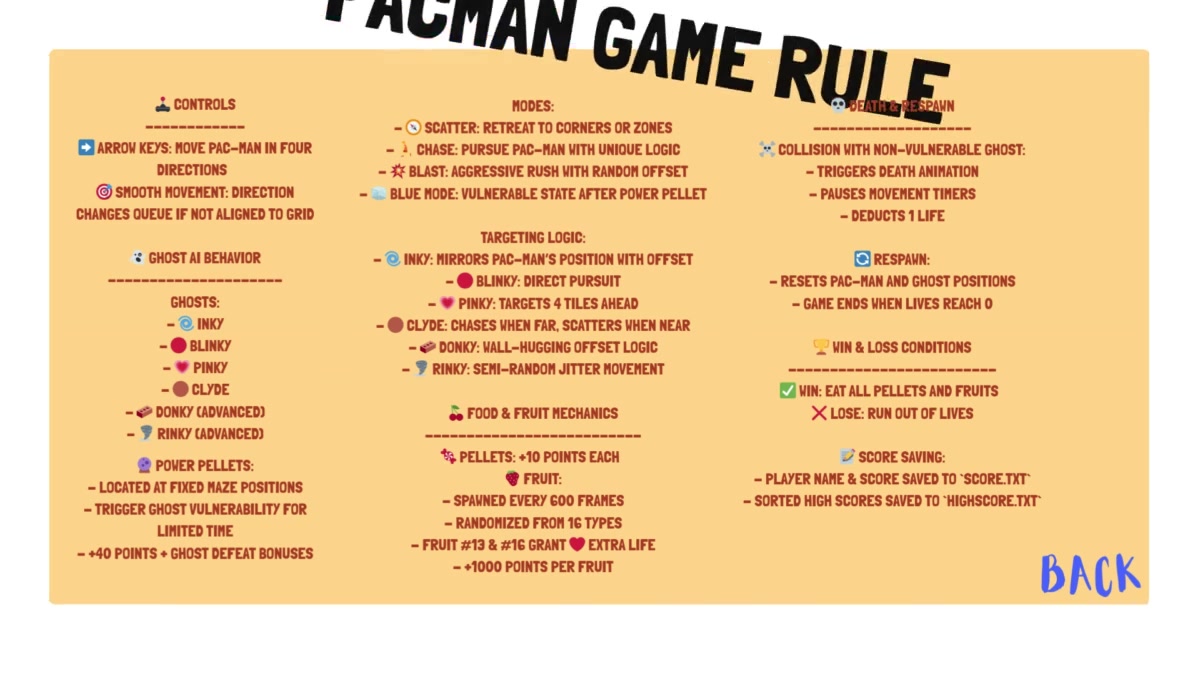 PACMAN GAME RULE
🕹️ CONTROLS
------------
➡️ ARROW KEYS: MOVE PAC-MAN IN FOUR
DIRECTIONS
🎯 SMOOTH MOVEMENT: DIRECTION
CHANGES QUEUE IF NOT ALIGNED TO GRID
👻 GHOST AI BEHAVIOR
---------------------
GHOSTS:
- 🌀 INKY
- 🔴 BLINKY
- 💗 PINKY
- 🟤 CLYDE
- 🧱 DONKY (ADVANCED)
- 🌪️ RINKY (ADVANCED)
🔮 POWER PELLETS:
- LOCATED AT FIXED MAZE POSITIONS
- TRIGGER GHOST VULNERABILITY FOR
LIMITED TIME
- +40 POINTS + GHOST DEFEAT BONUSES
MODES:
- 🧭 SCATTER: RETREAT TO CORNERS OR ZONES
- 🏃 CHASE: PURSUE PAC-MAN WITH UNIQUE LOGIC
- 💥 BLAST: AGGRESSIVE RUSH WITH RANDOM OFFSET
- 🧊 BLUE MODE: VULNERABLE STATE AFTER POWER PELLET
TARGETING LOGIC:
- 🌀 INKY: MIRRORS PAC-MAN'S POSITION WITH OFFSET
- 🔴 BLINKY: DIRECT PURSUIT
- 💗 PINKY: TARGETS 4 TILES AHEAD
- 🟤 CLYDE: CHASES WHEN FAR, SCATTERS WHEN NEAR
- 🧱 DONKY: WALL-HUGGING OFFSET LOGIC
- 🌪️ RINKY: SEMI-RANDOM JITTER MOVEMENT
🍒 FOOD & FRUIT MECHANICS
--------------------------
🍬 PELLETS: +10 POINTS EACH
🍓 FRUIT:
- SPAWNED EVERY 600 FRAMES
- RANDOMIZED FROM 16 TYPES
- FRUIT #13 & #16 GRANT ❤️ EXTRA LIFE
- +1000 POINTS PER FRUIT
💀 DEATH & RESPAWN
-------------------
☠️ COLLISION WITH NON-VULNERABLE GHOST:
- TRIGGERS DEATH ANIMATION
- PAUSES MOVEMENT TIMERS
- DEDUCTS 1 LIFE
🔄 RESPAWN:
- RESETS PAC-MAN AND GHOST POSITIONS
- GAME ENDS WHEN LIVES REACH 0
🏆 WIN & LOSS CONDITIONS
-------------------------
✅ WIN: EAT ALL PELLETS AND FRUITS
❌ LOSE: RUN OUT OF LIVES
📝 SCORE SAVING:
- PLAYER NAME & SCORE SAVED TO `SCORE.TXT`
- SORTED HIGH SCORES SAVED TO `HIGHSCORE.TXT`
BACK